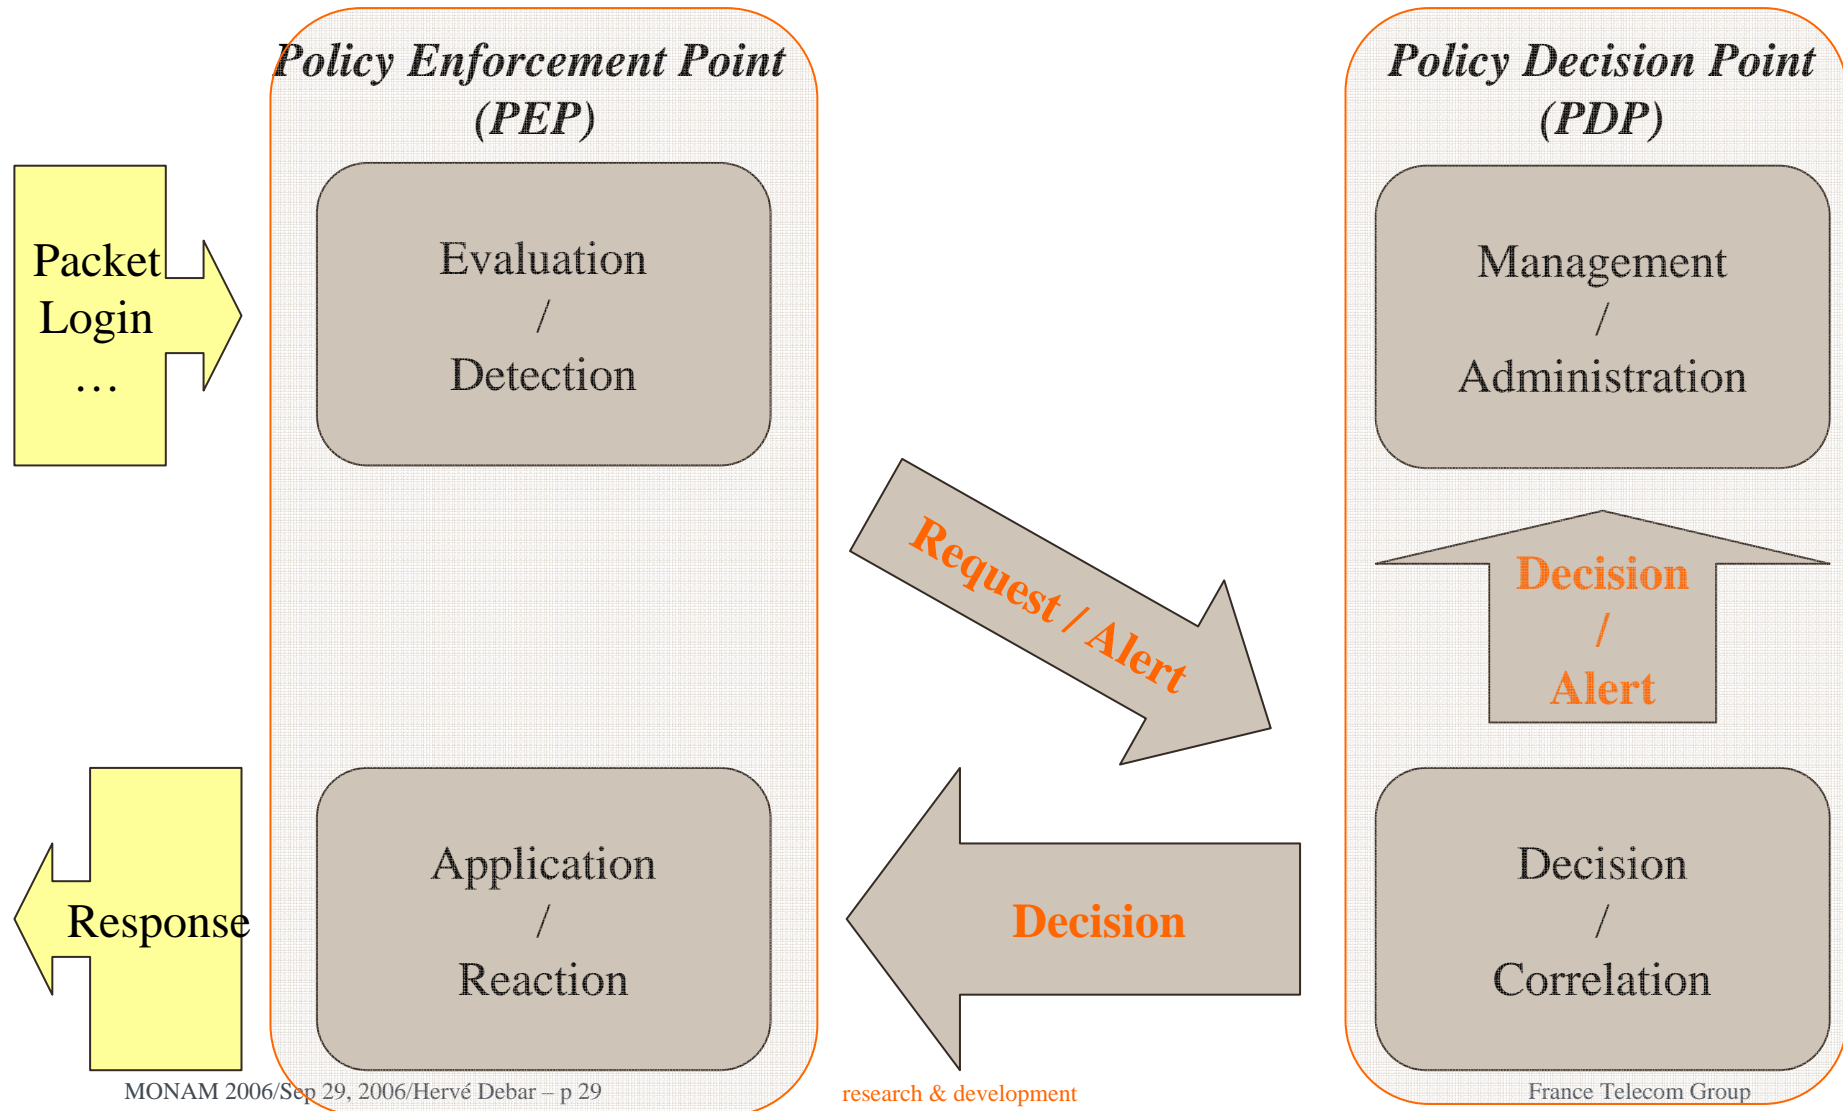 Policy Enforcement Point
(PEP)
Policy Decision Point
(PDP)
Packet
Login
…
Evaluation
/
Detection
Management
/
Administration
Request / Alert
Decision
/
Alert
Response
Application
/
Reaction
Decision
Decision
/
Correlation
MONAM 2006/Sep 29, 2006/Hervé Debar – p 29
research & development
France Telecom Group